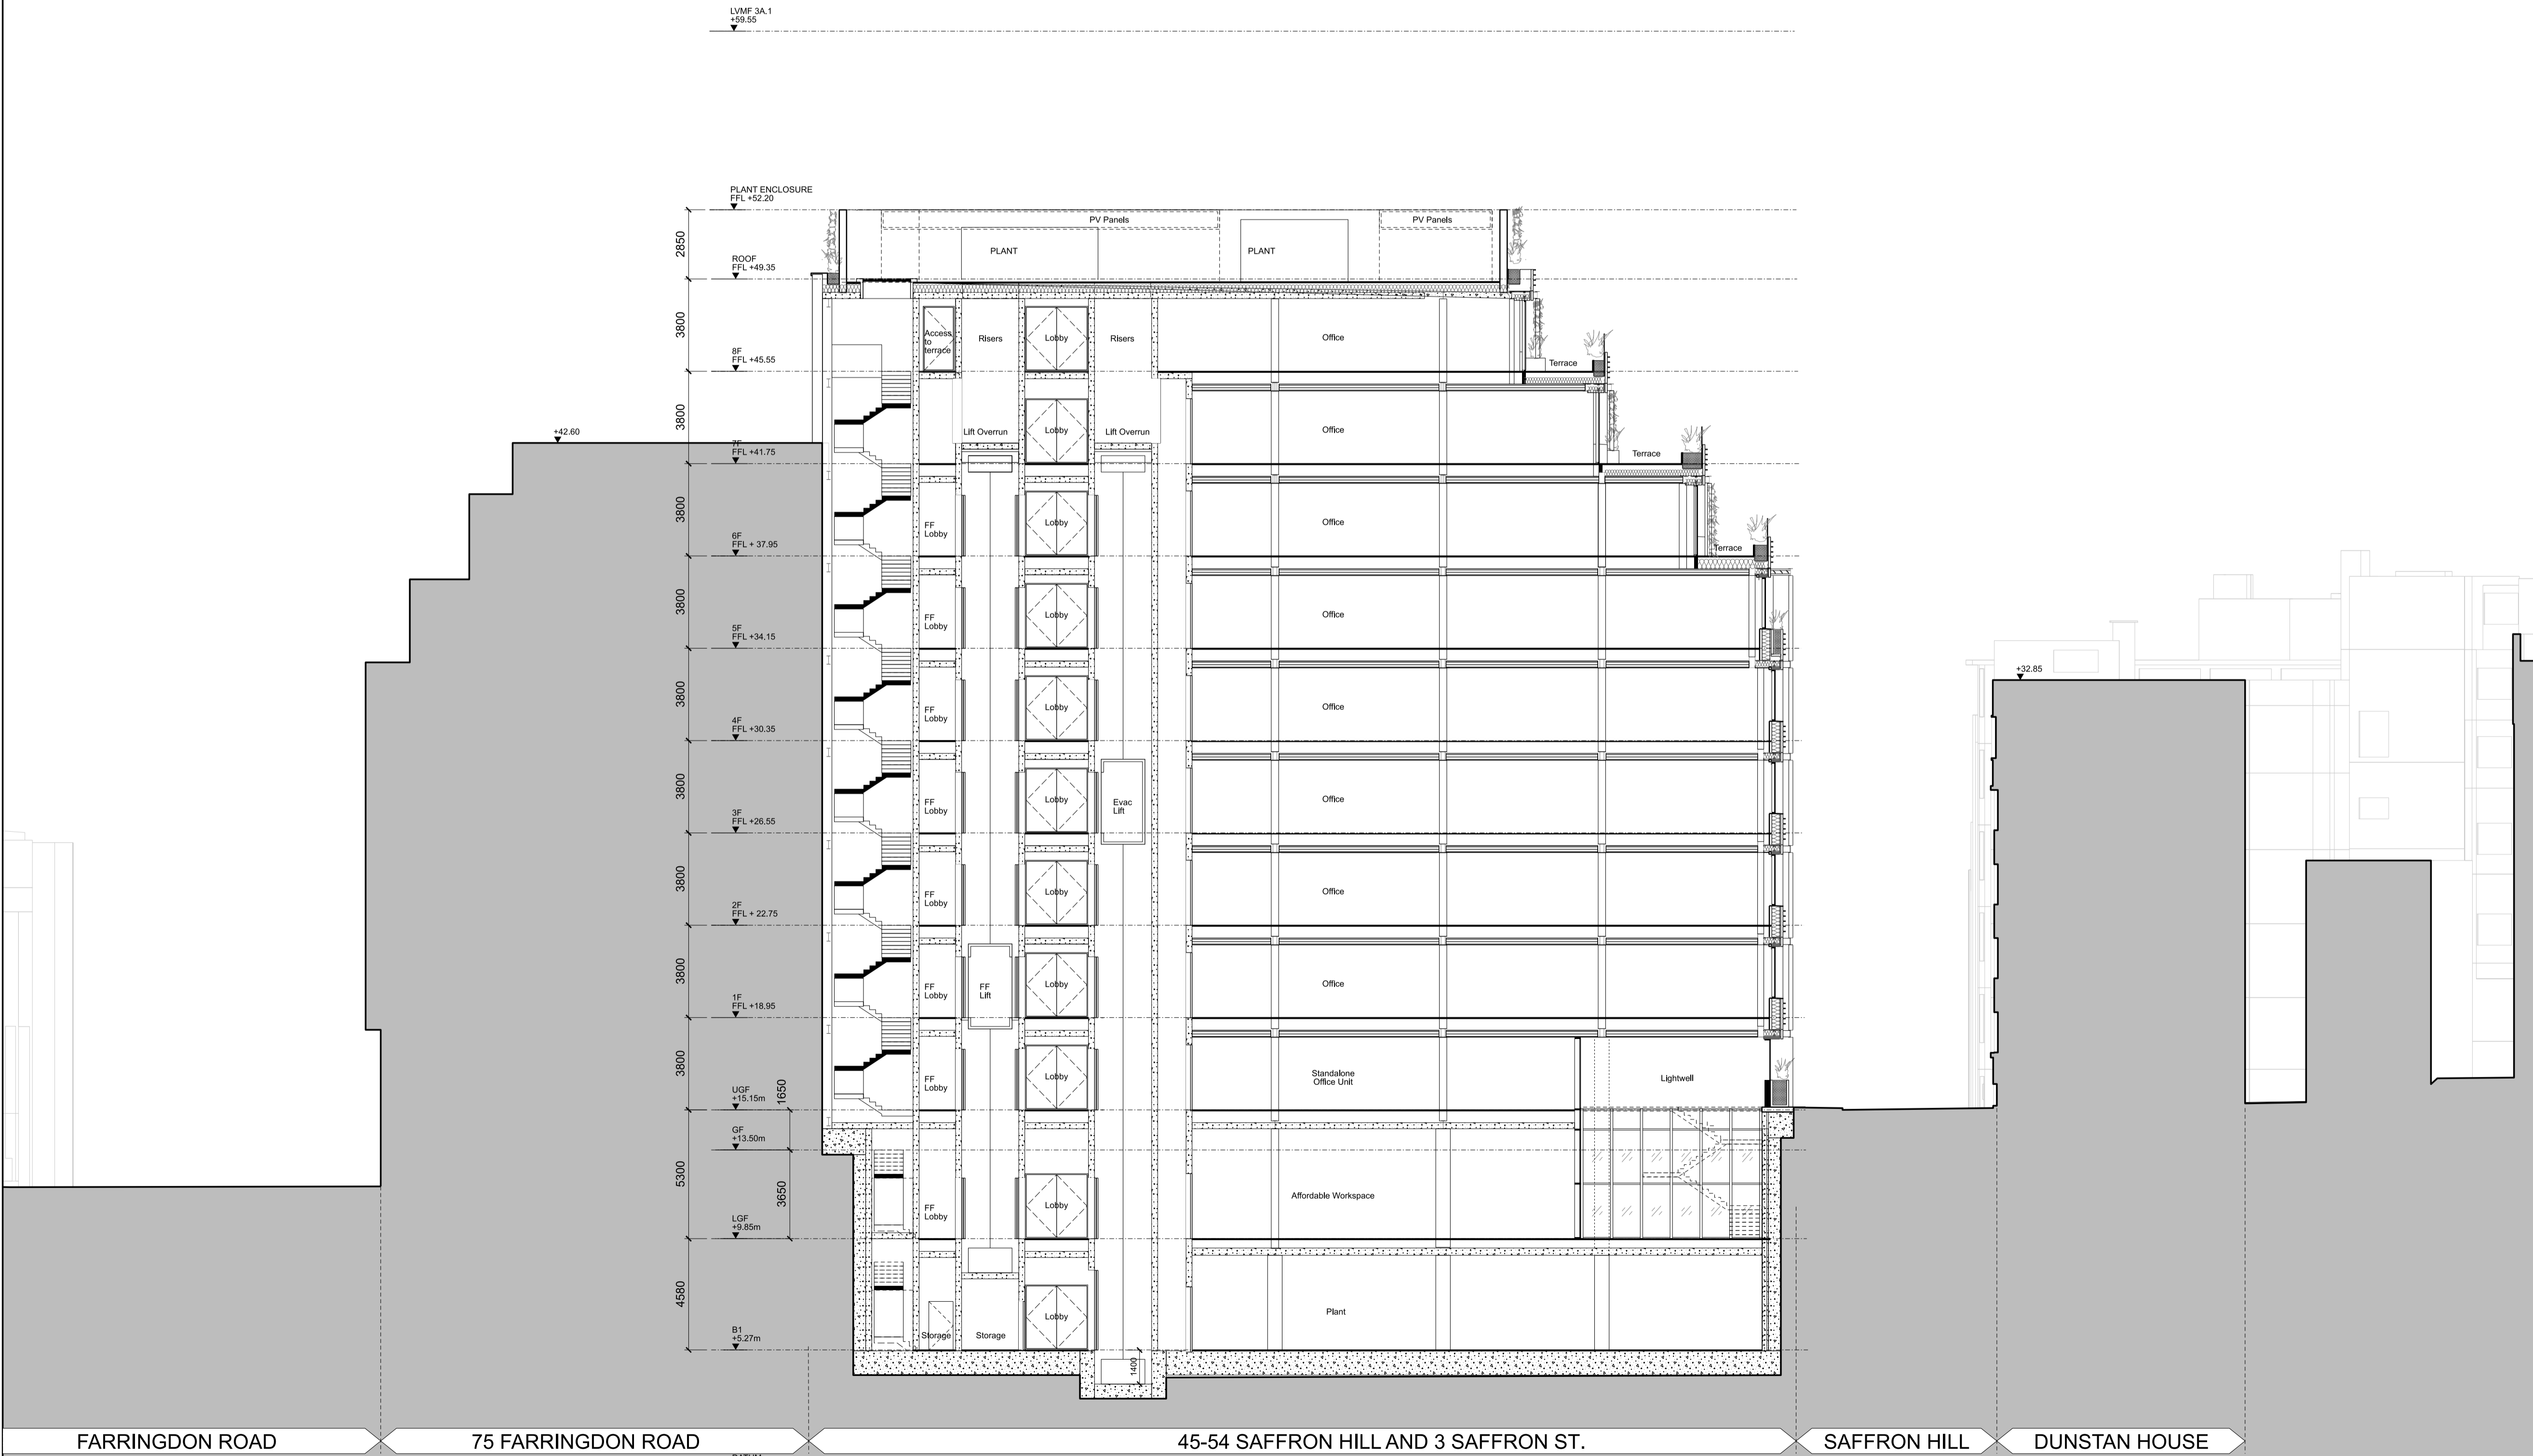 LVMF 3A.1
+59.55
PLANT ENCLOSURE
FFL +52.20
PV Panels
PV Panels
2850
PLANT
PLANT
ROOF
FFL +49.35
3800
Access
to
terrace
Risers
Lobby
Risers
Office
8F
FFL +45.55
Terrace
3800
Lift Overrun
Lobby
Lift Overrun
Office
+42.60
7F
FFL +41.75
Terrace
3800
FF
Lobby
Lobby
Office
6F
FFL + 37.95
Terrace
3800
FF
Lobby
Lobby
Office
5F
FFL +34.15
+32.85
3800
FF
Lobby
Lobby
Office
4F
FFL +30.35
3800
FF
Lobby
Lobby
Evac
Lift
Office
3F
FFL +26.55
3800
FF
Lobby
Lobby
Office
2F
FFL + 22.75
3800
FF
Lobby
FF
Lift
Lobby
Office
1F
FFL +18.95
3800
FF
Lobby
Lobby
Standalone
Office Unit
Lightwell
UGF
+15.15m
1650
GF
+13.50m
5300
3650
FF
Lobby
Lobby
Affordable Workspace
LGF
+9.85m
4580
Storage
Storage
Lobby
Plant
B1
+5.27m
1400
FARRINGDON ROAD
75 FARRINGDON ROAD
45-54 SAFFRON HILL AND 3 SAFFRON ST.
SAFFRON HILL
DUNSTAN HOUSE